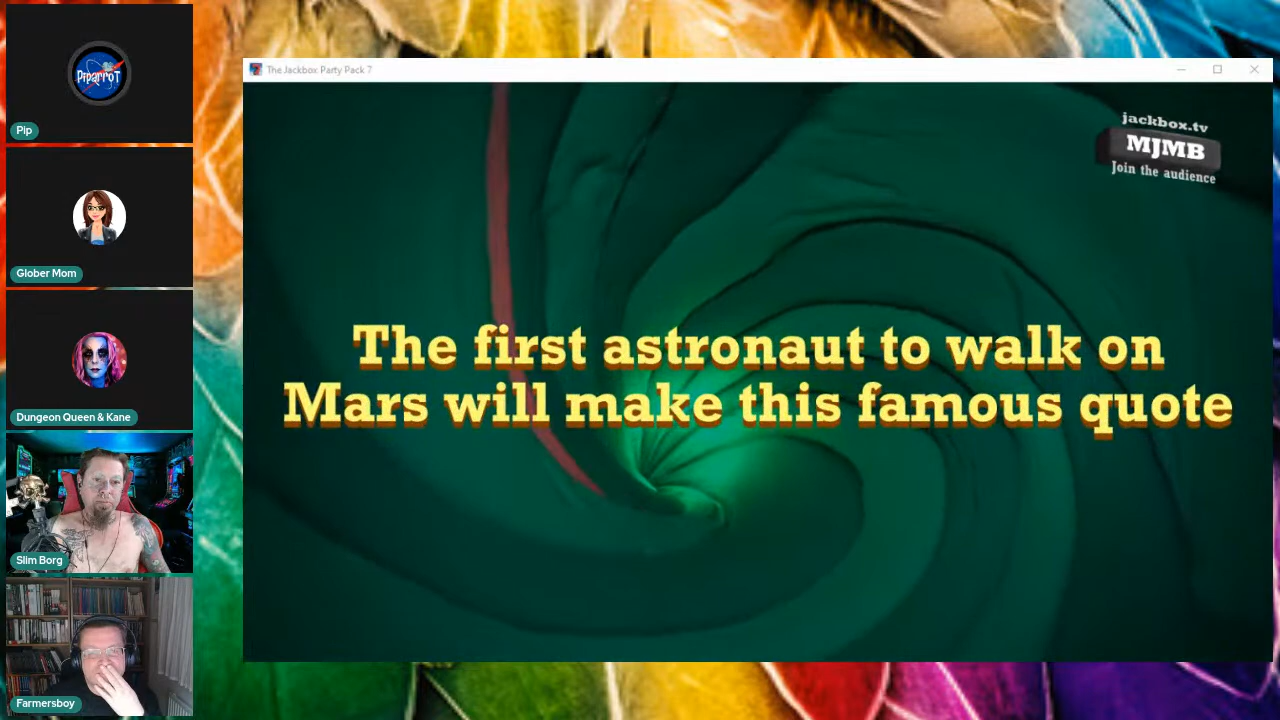 PiparroT
Pip
Glober Mom
Dungeon Queen & Kane
Slim Borg
Farmersboy
The Jackbox Party Pack 7
jackbox.tv
MJMB
Join the audience
The first astronaut to walk on
Mars will make this famous quote